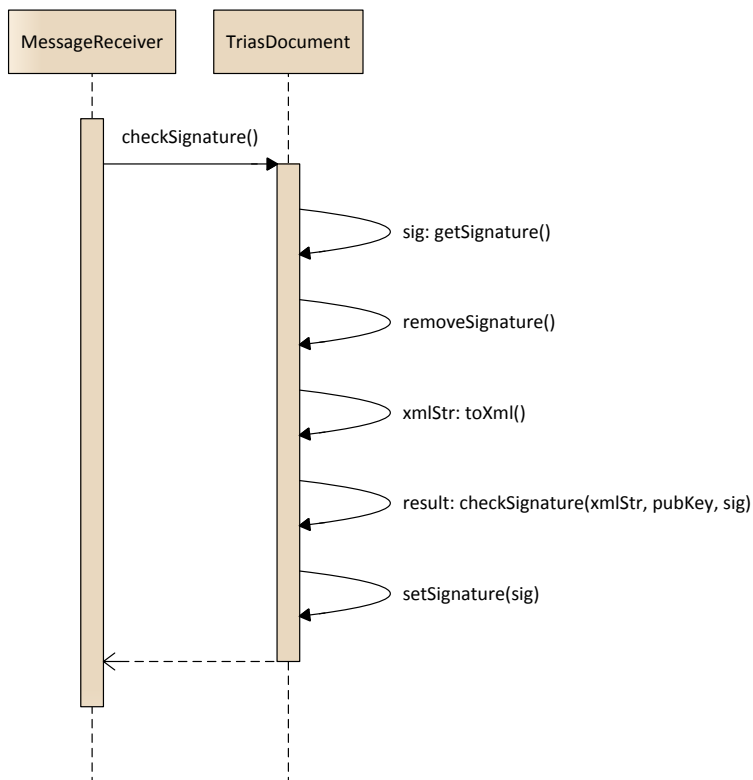 MessageReceiver
TriasDocument
checkSignature()
sig: getSignature()
removeSignature()
xmlStr: toXml()
result: checkSignature(xmlStr, pubKey, sig)
setSignature(sig)